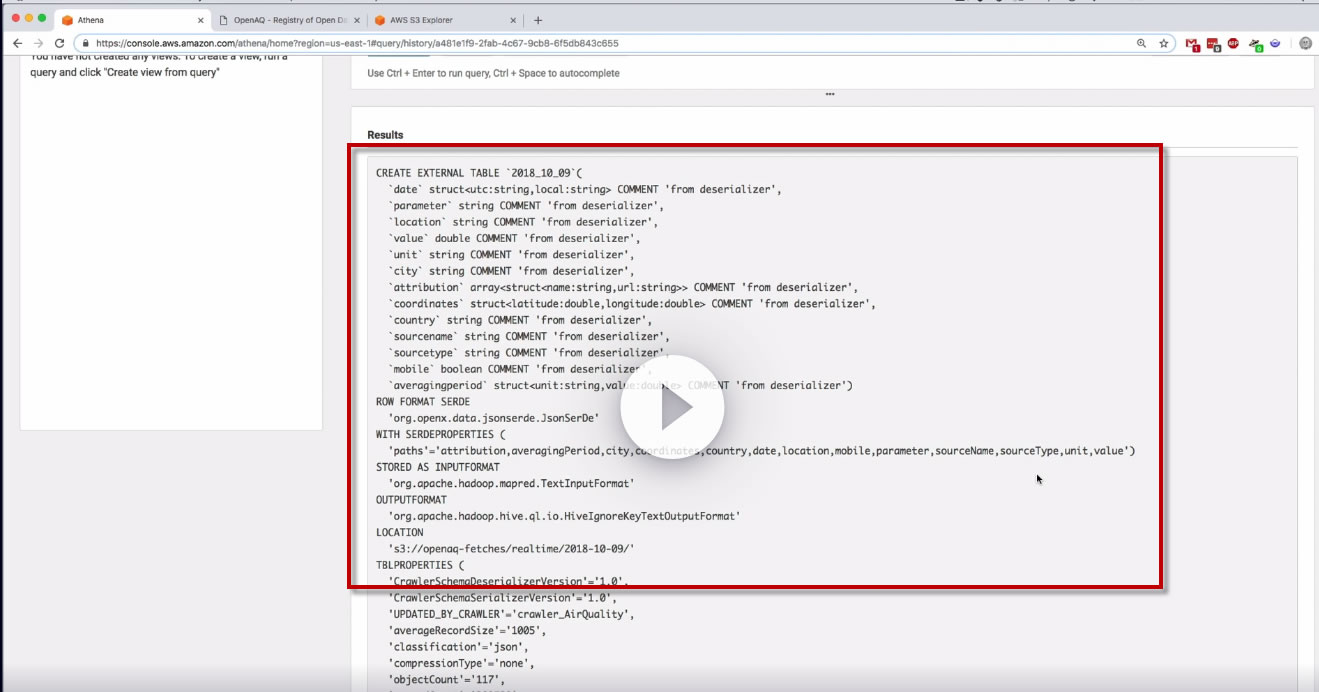 Athena
OpenAQ - Registry of Open Da
AWS S3 Explorer
https://console.aws.amazon.com/athena/home?region=us-east-1#query/history/a481e1f9-2fab-4c67-9cb8-6f5db843c655
You have not created any views. To create a view, run a
query and click "Create view from query"
Use Ctrl + Enter to run query, Ctrl + Space to autocomplete
Results
CREATE EXTERNAL TABLE `2018_10_09`(
`date` struct<utc:string,local:string> COMMENT 'from deserializer',
`parameter` string COMMENT 'from deserializer',
`location` string COMMENT 'from deserializer',
`value` double COMMENT 'from deserializer',
`unit` string COMMENT 'from deserializer',
`city` string COMMENT 'from deserializer',
`attribution` array<struct<name:string,url:string>> COMMENT 'from deserializer',
`coordinates` struct<latitude:double,longitude:double> COMMENT 'from deserializer',
`country` string COMMENT 'from deserializer',
`sourcename` string COMMENT 'from deserializer',
`sourcetype` string COMMENT 'from deserializer',
`mobile` boolean COMMENT 'from deserializer',
`averagingperiod` struct<unit:string,value:double> COMMENT 'from deserializer')
ROW FORMAT SERDE
'org.openx.data.jsonserde.JsonSerDe'
WITH SERDEPROPERTIES (
'paths'='attribution,averagingPeriod,city,coordinates,country,date,location,mobile,parameter,sourceName,sourceType,unit,value')
STORED AS INPUTFORMAT
'org.apache.hadoop.mapred.TextInputFormat'
OUTPUTFORMAT
'org.apache.hadoop.hive.ql.io.HiveIgnoreKeyTextOutputFormat'
LOCATION
's3://openaq-fetches/realtime/2018-10-09/'
TBLPROPERTIES (
'CrawlerSchemaDeserializerVersion'='1.0',
'CrawlerSchemaSerializerVersion'='1.0',
'UPDATED_BY_CRAWLER'='crawler_AirQuality',
'averageRecordSize'='1005',
'classification'='json',
'compressionType'='none',
'objectCount'='117',